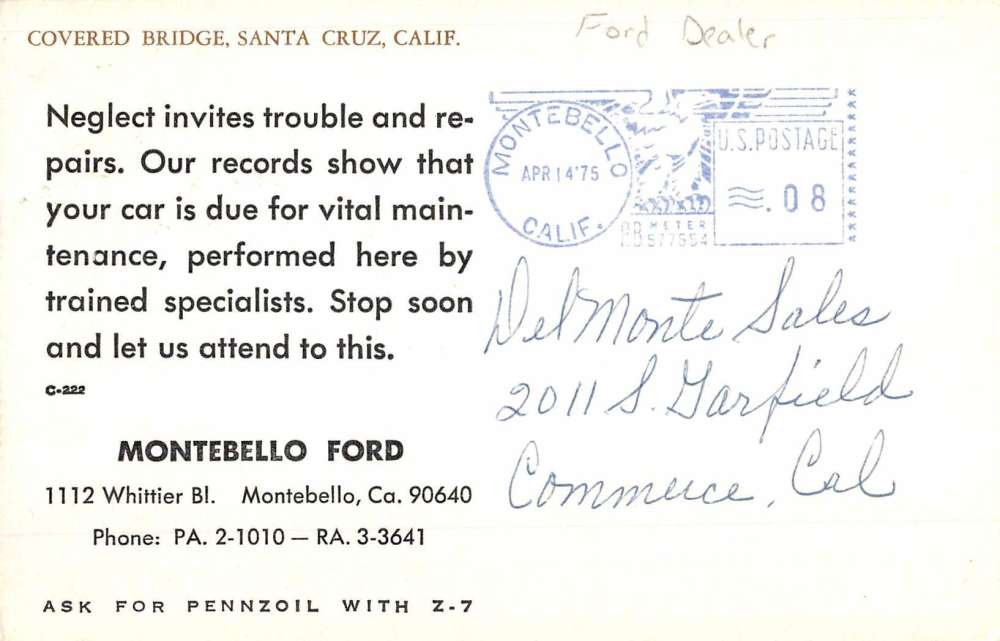 COVERED BRIDGE, SANTA CRUZ, CALIF.
Ford Dealer
Neglect invites trouble and re-
pairs. Our records show that
your car is due for vital main-
tenance, performed here by
trained specialists. Stop soon
and let us attend to this.
C-222
MONTEBELLO FORD
1112 Whittier Bl. Montebello, Ca. 90640
Phone: PA. 2-1010 — RA. 3-3641
ASK FOR PENNZOIL WITH Z-7
MONTEBELLO
APR 14 '75
CALIF.
U.S. POSTAGE
.08
PB METER
577554
Del Monte Sales
2011 S. Garfield
Commerce, Cal